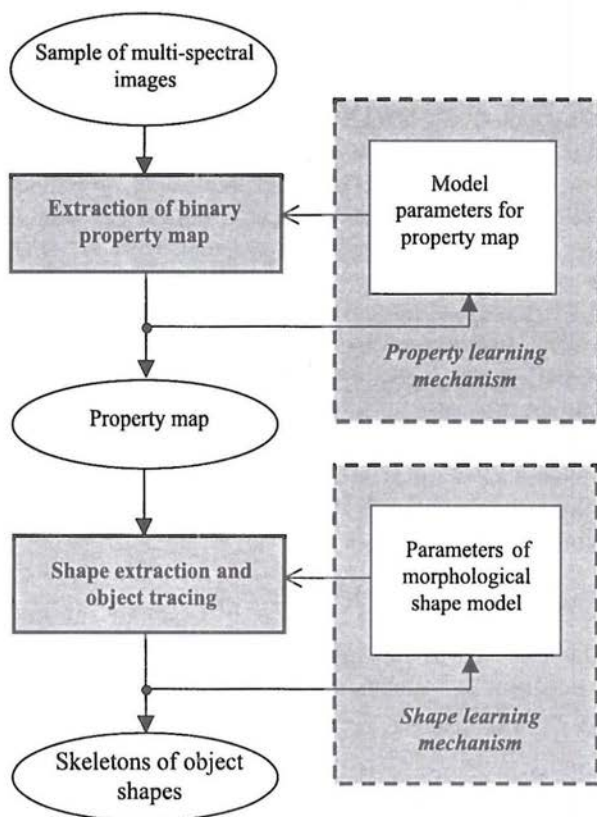 Sample of multi-spectral
images
Extraction of binary
property map
Model
parameters for
property map
Property learning
mechanism
Property map
Shape extraction and
object tracing
Parameters of
morphological
shape model
Shape learning
mechanism
Skeletons of object
shapes